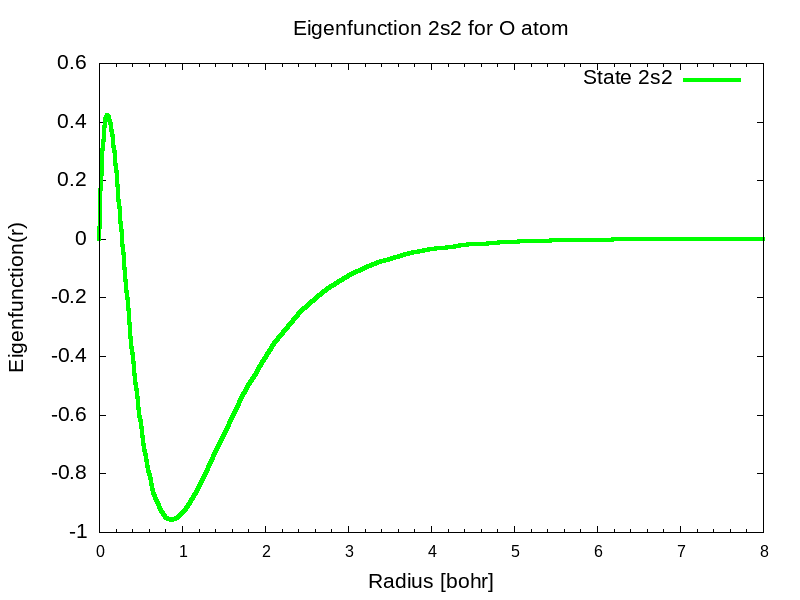 Eigenfunction 2s2 for O atom
State 2s2
0.6
0.4
0.2
0
-0.2
-0.4
-0.6
-0.8
-1
Eigenfunction(r)
0 1 2 3 4 5 6 7 8
Radius [bohr]